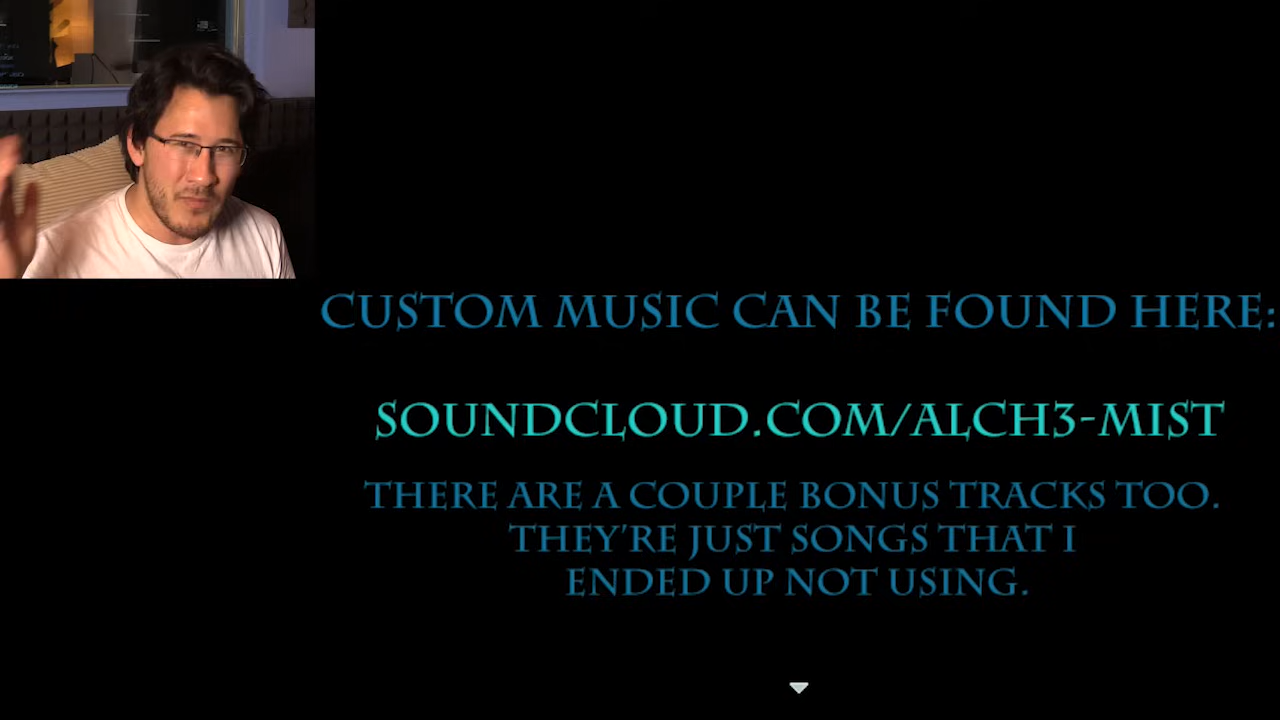 CUSTOM MUSIC CAN BE FOUND HERE:
SOUNDCLOUD.COM/ALCH3-MIST
THERE ARE A COUPLE BONUS TRACKS TOO.
THEY'RE JUST SONGS THAT I
ENDED UP NOT USING.